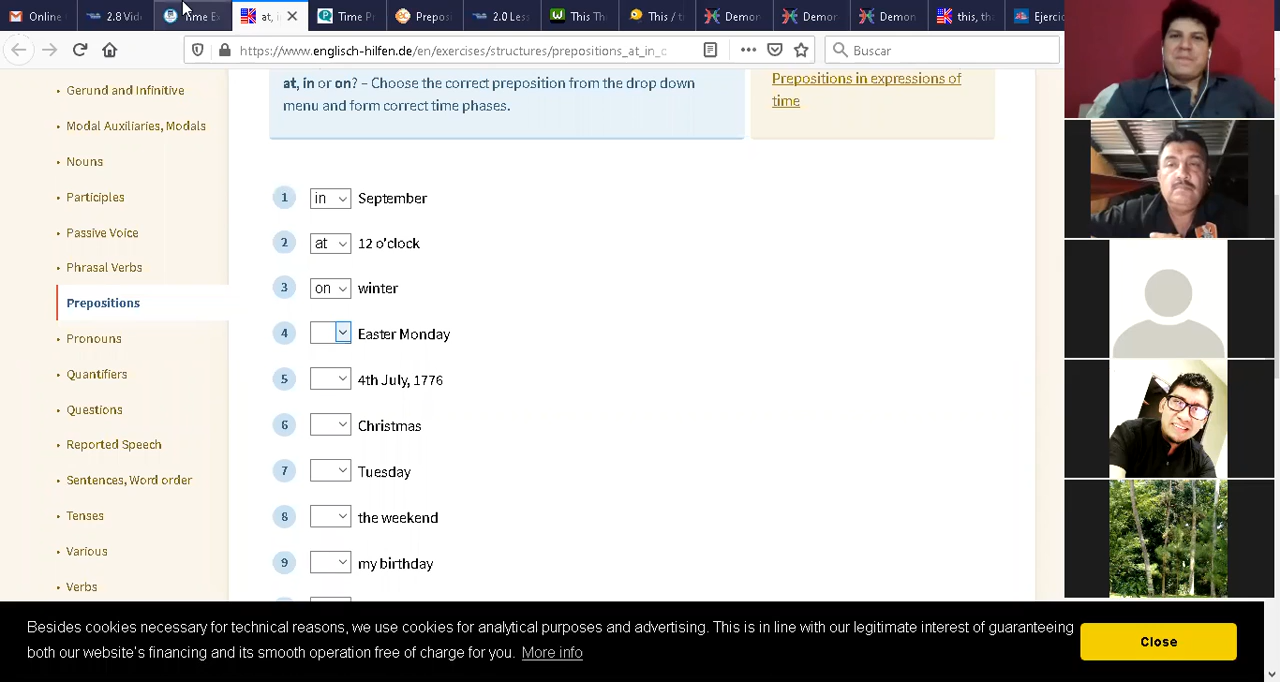 Online
2.8 Vid
Time Ex
at, i
Time P
Preposi
2.0 Less
This Th
This / t
Demon
Demon
Demon
this, tha
Ejercic
https://www.englisch-hilfen.de/en/exercises/structures/prepositions_at_in_c
Buscar
at, in or on? – Choose the correct preposition from the drop down
menu and form correct time phases.
Prepositions in expressions of
time
Gerund and Infinitive
Modal Auxiliaries, Modals
Nouns
Participles
Passive Voice
Phrasal Verbs
Prepositions
Pronouns
Quantifiers
Questions
Reported Speech
Sentences, Word order
Tenses
Various
Verbs
1 in September
2 at 12 o'clock
3 on winter
4 Easter Monday
5 4th July, 1776
6 Christmas
7 Tuesday
8 the weekend
9 my birthday
Besides cookies necessary for technical reasons, we use cookies for analytical purposes and advertising. This is in line with our legitimate interest of guaranteeing
both our website's financing and its smooth operation free of charge for you. More info
Close